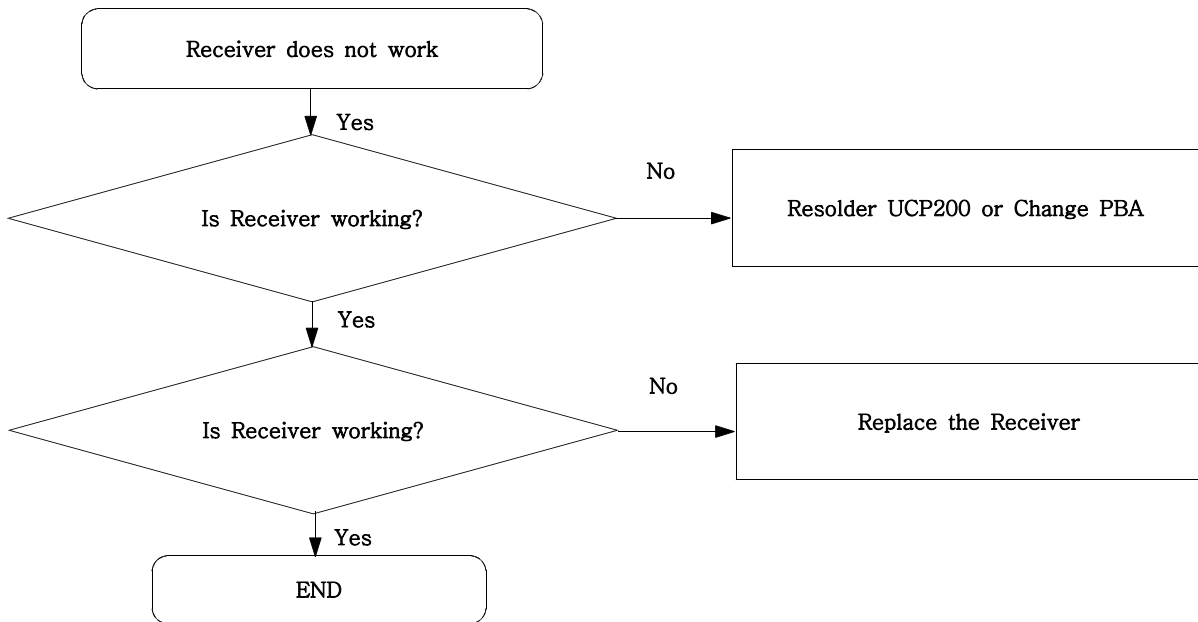 Receiver does not work
Yes
Is Receiver working?
No
Resolder UCP200 or Change PBA
Yes
Is Receiver working?
No
Replace the Receiver
Yes
END